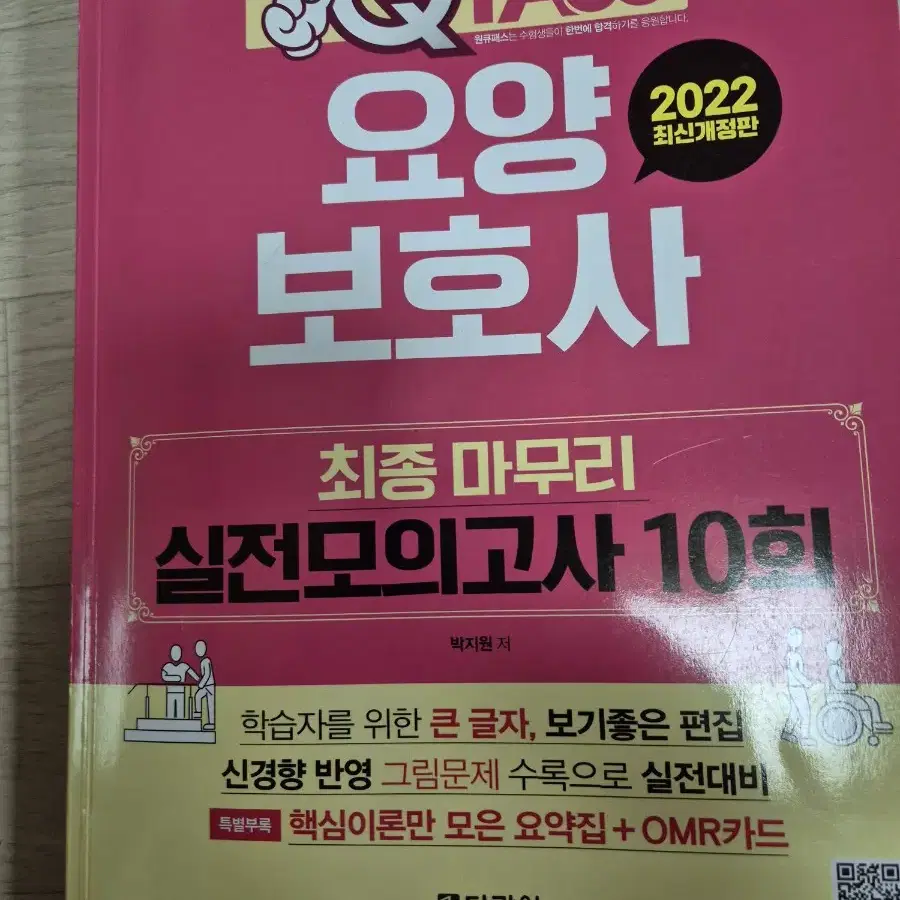 원큐패스는 수험생들이 한번에 합격하기를 응원합니다.
요양
보호사
2022
최신개정판
최종 마무리
실전모의고사 10회
박지원 저
학습자를 위한 큰 글자, 보기좋은 편집
신경향 반영 그림문제 수록으로 실전대비
특별부록 핵심이론만 모은 요약집 + OMR카드